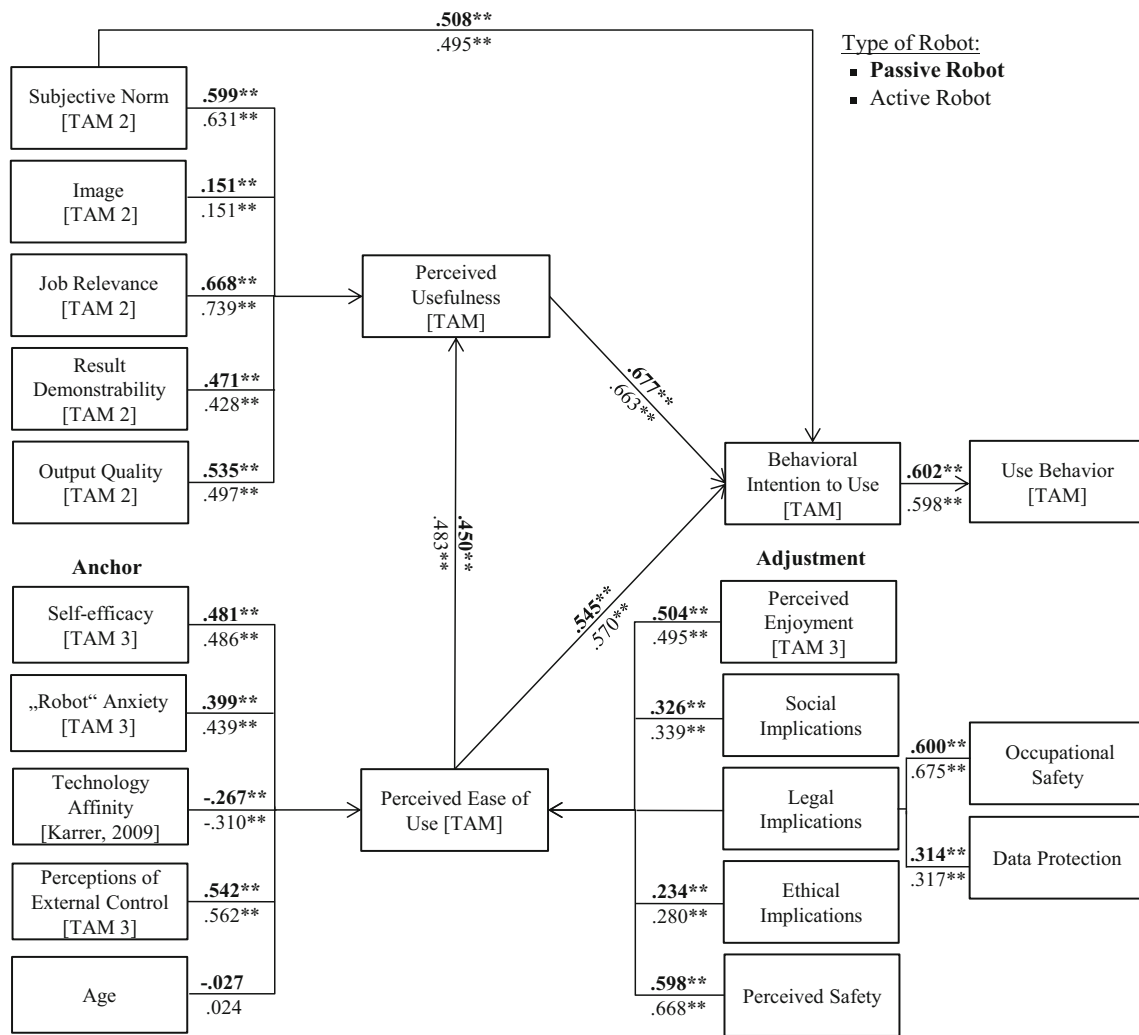 .508**
.495**
Type of Robot:
▪ Passive Robot
▪ Active Robot
Subjective Norm
[TAM 2]
.599**
.631**
Image
[TAM 2]
.151**
.151**
Job Relevance
[TAM 2]
.668**
.739**
Result
Demonstrability
[TAM 2]
.471**
.428**
Output Quality
[TAM 2]
.535**
.497**
Perceived
Usefulness
[TAM]
.677**
.663**
.450**
.483**
.545**
.570**
Behavioral
Intention to Use
[TAM]
.602**
.598**
Use Behavior
[TAM]
Anchor
Self-efficacy
[TAM 3]
.481**
.486**
„Robot“ Anxiety
[TAM 3]
.399**
.439**
Technology
Affinity
[Karrer, 2009]
-.267**
-.310**
Perceptions of
External Control
[TAM 3]
.542**
.562**
Age
-.027
.024
Perceived Ease of
Use [TAM]
Adjustment
.504**
.495**
Perceived
Enjoyment
[TAM 3]
.326**
.339**
Social
Implications
Legal
Implications
.600**
.675**
Occupational
Safety
.314**
.317**
Data Protection
.234**
.280**
Ethical
Implications
.598**
.668**
Perceived Safety